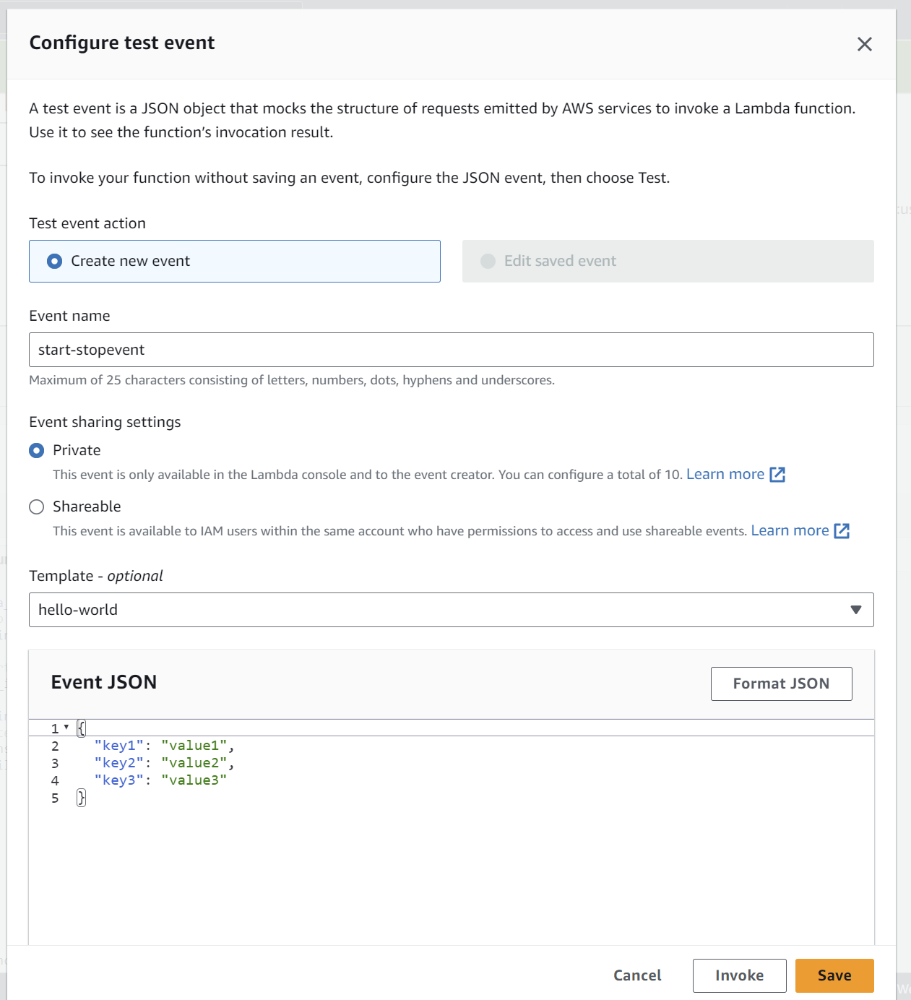 Configure test event
A test event is a JSON object that mocks the structure of requests emitted by AWS services to invoke a Lambda function.
Use it to see the function’s invocation result.
To invoke your function without saving an event, configure the JSON event, then choose Test.
Test event action
Create new event
Edit saved event
Event name
start-stopevent
Maximum of 25 characters consisting of letters, numbers, dots, hyphens and underscores.
Event sharing settings
Private
This event is only available in the Lambda console and to the event creator. You can configure a total of 10. Learn more
Shareable
This event is available to IAM users within the same account who have permissions to access and use shareable events. Learn more
Template - optional
hello-world
Event JSON
Format JSON
1 {
2 "key1": "value1",
3 "key2": "value2",
4 "key3": "value3"
5 }
Cancel
Invoke
Save